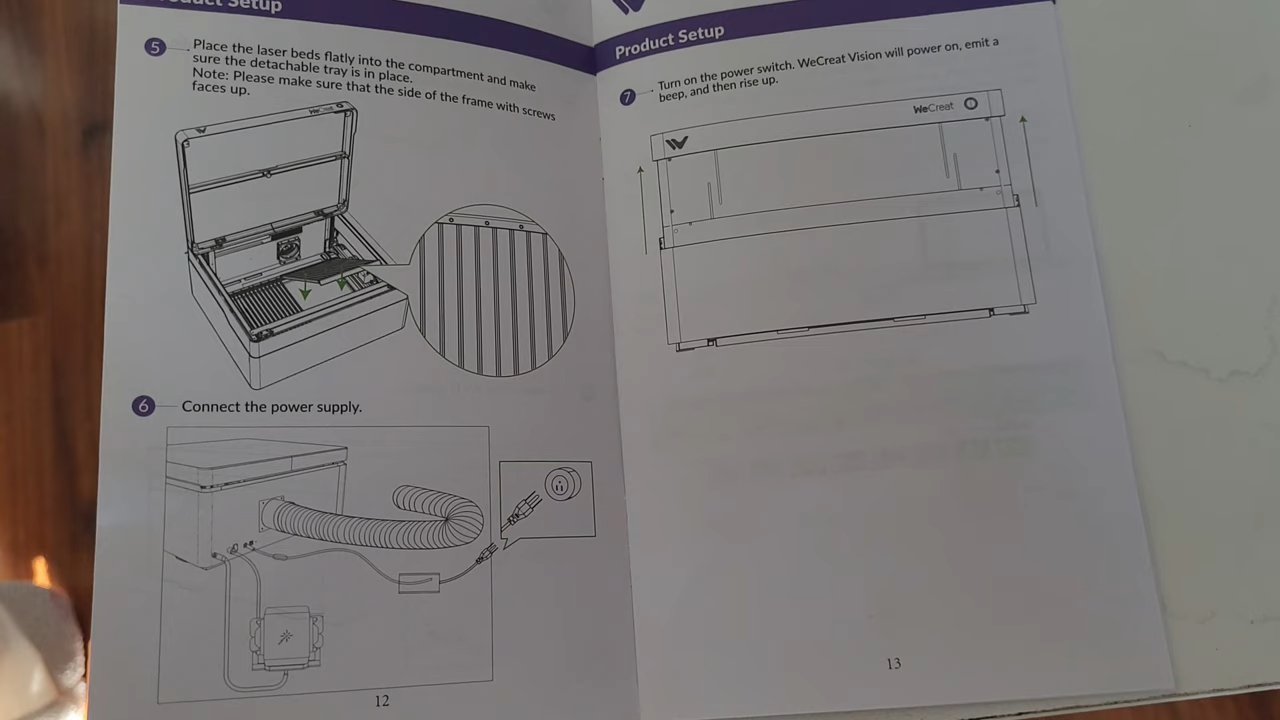 Product Setup
5
Place the laser beds flatly into the compartment and make
sure the detachable tray is in place.
Note: Please make sure that the side of the frame with screws
faces up.
WeCreat
6
Connect the power supply.
12
Product Setup
7
Turn on the power switch. WeCreat Vision will power on, emit a
beep, and then rise up.
WeCreat
13